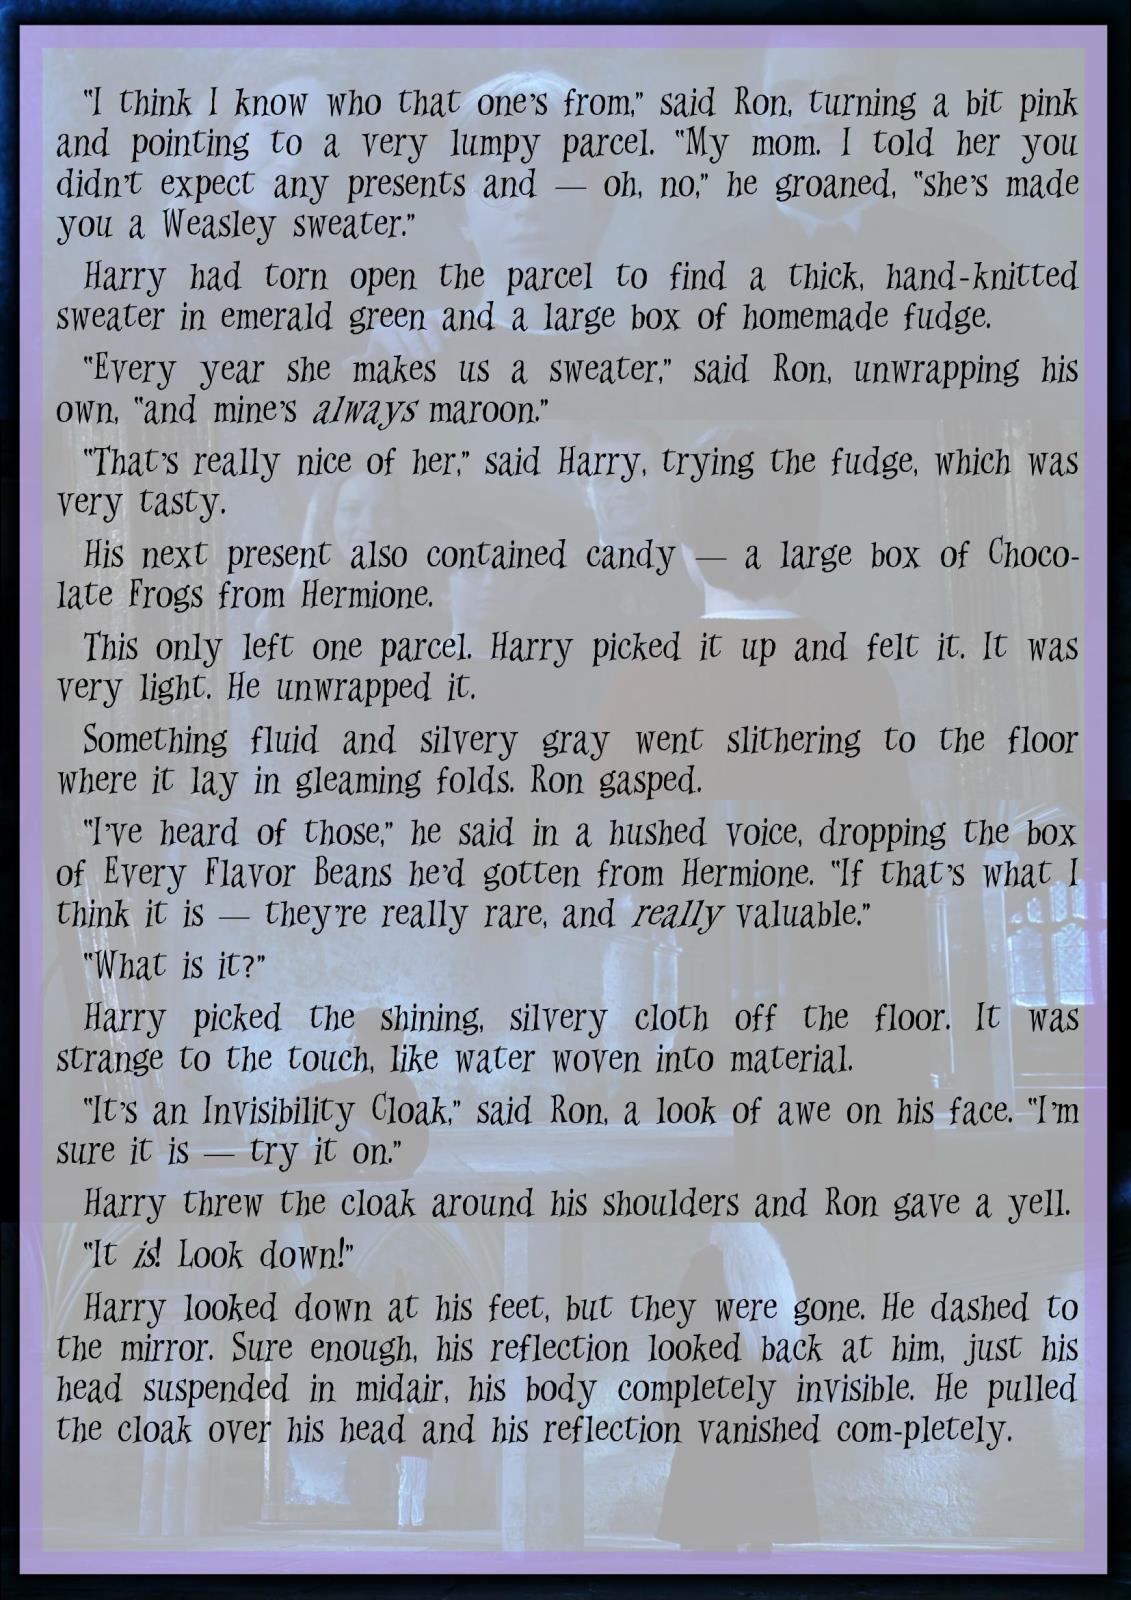 "I think I know who that one's from," said Ron, turning a bit pink
and pointing to a very lumpy parcel. "My mom. I told her you
didn't expect any presents and — oh, no," he groaned, "she's made
you a Weasley sweater."
Harry had torn open the parcel to find a thick, hand-knitted
sweater in emerald green and a large box of homemade fudge.
"Every year she makes us a sweater," said Ron, unwrapping his
own, "and mine's always maroon."
"That's really nice of her," said Harry, trying the fudge, which was
very tasty.
His next present also contained candy — a large box of Choco-
late Frogs from Hermione.
This only left one parcel. Harry picked it up and felt it. It was
very light. He unwrapped it.
Something fluid and silvery gray went slithering to the floor
where it lay in gleaming folds. Ron gasped.
"I've heard of those," he said in a hushed voice, dropping the box
of Every Flavor Beans he'd gotten from Hermione. "If that's what I
think it is — they're really rare, and really valuable."
"What is it?"
Harry picked the shining, silvery cloth off the floor. It was
strange to the touch, like water woven into material.
"It's an Invisibility Cloak," said Ron, a look of awe on his face. "I'm
sure it is — try it on."
Harry threw the cloak around his shoulders and Ron gave a yell.
"It is! Look down!"
Harry looked down at his feet, but they were gone. He dashed to
the mirror. Sure enough, his reflection looked back at him, just his
head suspended in midair, his body completely invisible. He pulled
the cloak over his head and his reflection vanished com-pletely.